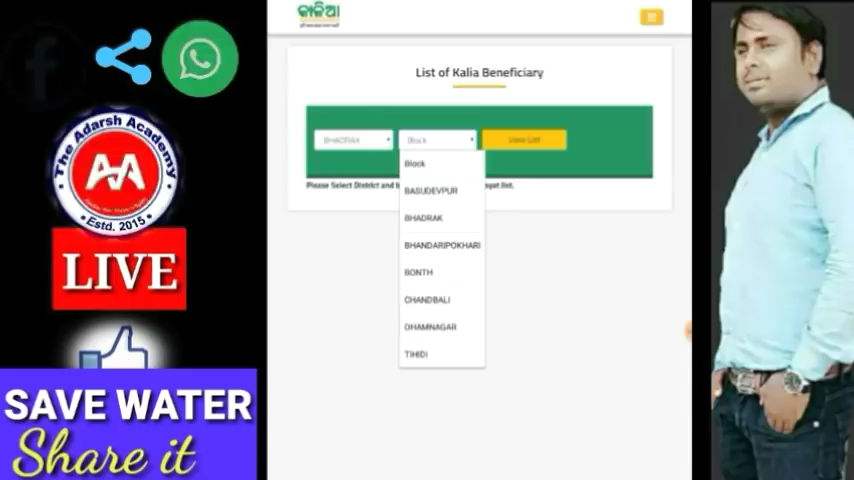 The Adarsh Academy
AA
Estd. 2015
LIVE
SAVE WATER
Share it
କାଳିଆ
List of Kalia Beneficiary
BHADRAK
Block
View List
Please Select District and b
Block
BASUDEVPUR
BHADRAK
BHANDARIPOKHARI
BONTH
CHANDBALI
DHAMNAGAR
TIHIDI